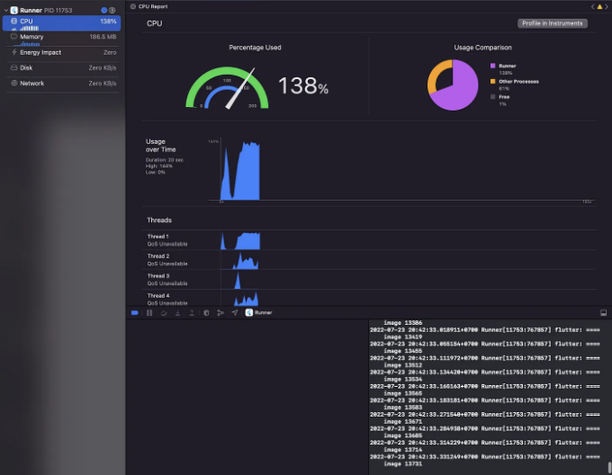 Runner PID 11753
CPU 138%
Memory 186.5 MB
Energy Impact Zero
Disk Zero KB/s
Network Zero KB/s
CPU Report
CPU
Profile in Instruments
Percentage Used
0
50
100
200
138%
Usage Comparison
Runner
138%
Other Processes
61%
Free
1%
Usage
over Time
Duration: 20 sec
High: 144%
Low: 0%
Threads
Thread 1
QoS Unavailable
Thread 2
QoS Unavailable
Thread 3
QoS Unavailable
Thread 4
QoS Unavailable
Runner
image 13386
2022-07-23 20:42:33.018911+0700 Runner[11753:767857] flutter: ====
image 13419
2022-07-23 20:42:33.055154+0700 Runner[11753:767857] flutter: ====
image 13455
2022-07-23 20:42:33.111972+0700 Runner[11753:767857] flutter: ====
image 13512
2022-07-23 20:42:33.134420+0700 Runner[11753:767857] flutter: ====
image 13534
2022-07-23 20:42:33.165163+0700 Runner[11753:767857] flutter: ====
image 13565
2022-07-23 20:42:33.183181+0700 Runner[11753:767857] flutter: ====
image 13583
2022-07-23 20:42:33.271540+0700 Runner[11753:767857] flutter: ====
image 13671
2022-07-23 20:42:33.284938+0700 Runner[11753:767857] flutter: ====
image 13685
2022-07-23 20:42:33.314229+0700 Runner[11753:767857] flutter: ====
image 13714
2022-07-23 20:42:33.331249+0700 Runner[11753:767857] flutter: ====
image 13731